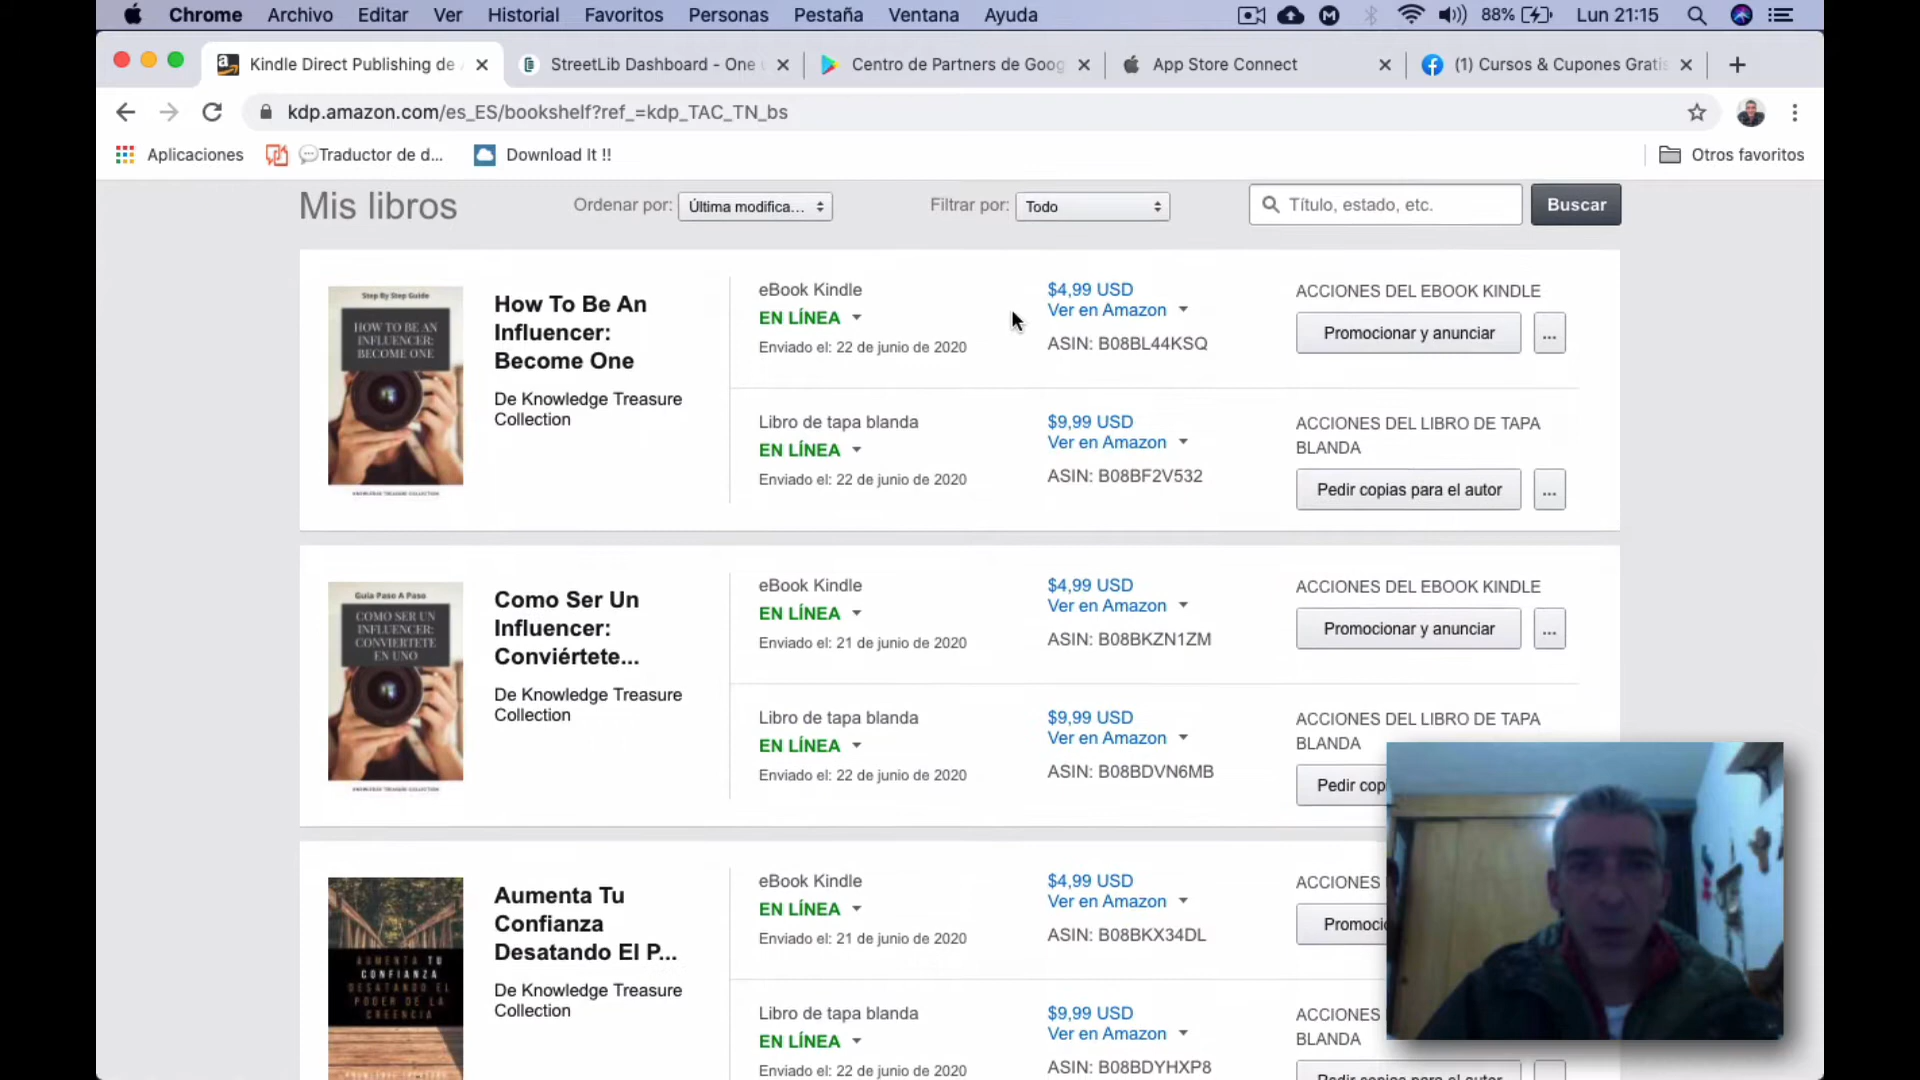 Chrome Archivo Editar Ver Historial Favoritos Personas Pestaña Ventana Ayuda 88% Lun 21:15
Kindle Direct Publishing de StreetLib Dashboard - One Centro de Partners de Goog App Store Connect (1) Cursos & Cupones Gratis
kdp.amazon.com/es_ES/bookshelf?ref_=kdp_TAC_TN_bs
Aplicaciones Traductor de d... Download It !! Otros favoritos
Mis libros Ordenar por: Última modifica... Filtrar por: Todo Título, estado, etc. Buscar
Step By Step Guide
HOW TO BE AN
INFLUENCER:
BECOME ONE
KNOWLEDGE TREASURE COLLECTION
How To Be An
Influencer:
Become One
De Knowledge Treasure
Collection
eBook Kindle
EN LÍNEA
Enviado el: 22 de junio de 2020
$4,99 USD
Ver en Amazon
ASIN: B08BL44KSQ
ACCIONES DEL EBOOK KINDLE
Promocionar y anunciar ...
Libro de tapa blanda
EN LÍNEA
Enviado el: 22 de junio de 2020
$9,99 USD
Ver en Amazon
ASIN: B08BF2V532
ACCIONES DEL LIBRO DE TAPA
BLANDA
Pedir copias para el autor ...
Guia Paso A Paso
COMO SER UN
INFLUENCER:
CONVIERTETE
EN UNO
KNOWLEDGE TREASURE COLLECTION
Como Ser Un
Influencer:
Conviértete...
De Knowledge Treasure
Collection
eBook Kindle
EN LÍNEA
Enviado el: 21 de junio de 2020
$4,99 USD
Ver en Amazon
ASIN: B08BKZN1ZM
ACCIONES DEL EBOOK KINDLE
Promocionar y anunciar ...
Libro de tapa blanda
EN LÍNEA
Enviado el: 22 de junio de 2020
$9,99 USD
Ver en Amazon
ASIN: B08BDVN6MB
ACCIONES DEL LIBRO DE TAPA
BLANDA
Pedir cop
AUMENTA TU
CONFIANZA
DESATANDO EL
PODER DE LA
CREENCIA
Aumenta Tu
Confianza
Desatando El P...
De Knowledge Treasure
Collection
eBook Kindle
EN LÍNEA
Enviado el: 21 de junio de 2020
$4,99 USD
Ver en Amazon
ASIN: B08BKX34DL
ACCIONES
Promoci
Libro de tapa blanda
EN LÍNEA
Enviado el: 22 de junio de 2020
$9,99 USD
Ver en Amazon
ASIN: B08BDYHXP8
ACCIONES
BLANDA